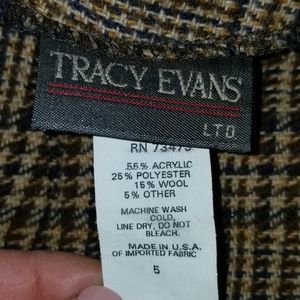 TRACY EVANS
LTD.
RN 73475
55% ACRYLIC
25% POLYESTER
15% WOOL
5% OTHER
MACHINE WASH
COLD,
LINE DRY, DO NOT
BLEACH.
MADE IN U.S.A.
OF IMPORTED FABRIC
5